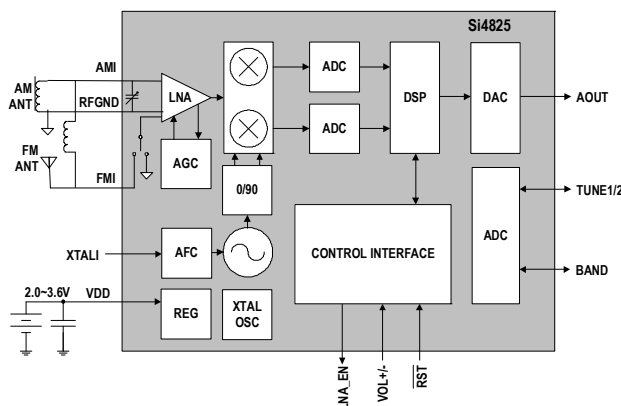 Si4825
AMI
AM
ANT
RFGND
LNA
ADC
DSP
DAC
AOUT
ADC
AGC
FM
ANT
FMI
0/90
TUNE1/2
ADC
CONTROL INTERFACE
XTALI
AFC
BAND
2.0~3.6V
VDD
REG
XTAL
OSC
LNA_EN
VOL+/-
RST